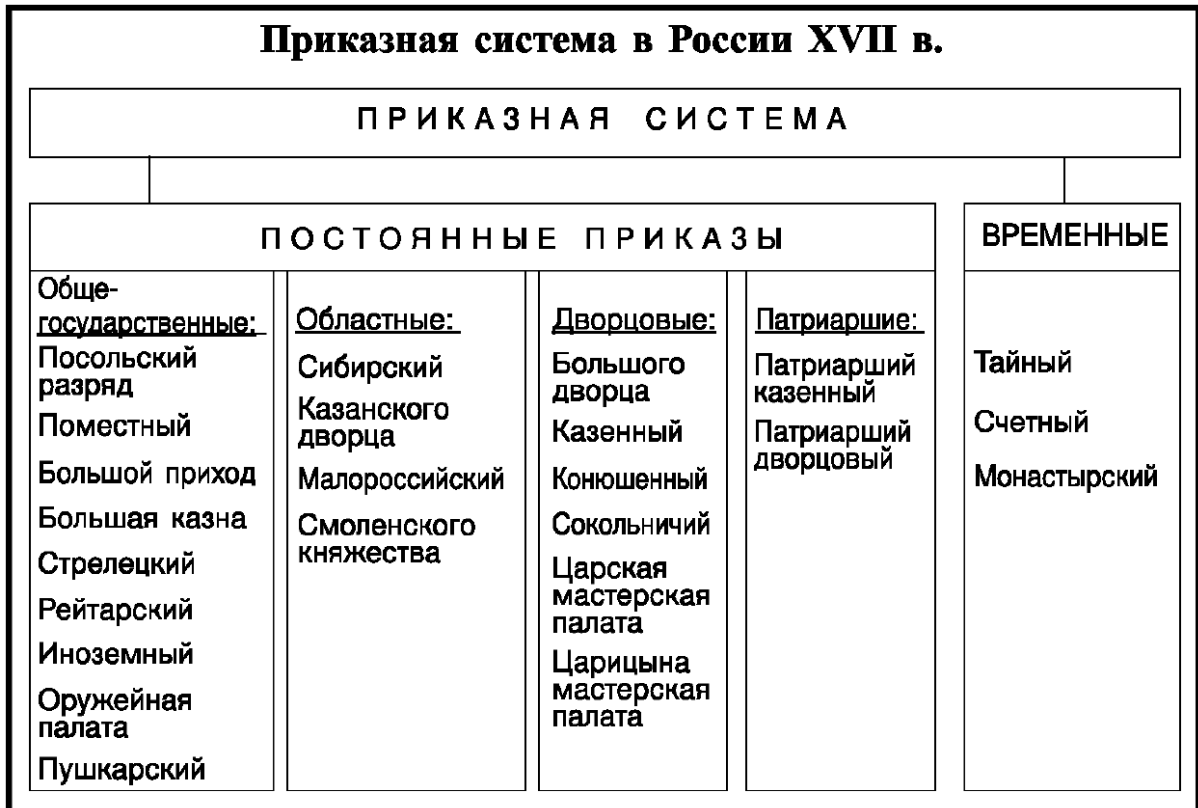 Приказная система в России XVII в.
ПРИКАЗНАЯ СИСТЕМА
ПОСТОЯННЫЕ ПРИКАЗЫ
Обще-
государственные:
Посольский
разряд
Поместный
Большой приход
Большая казна
Стрелецкий
Рейтарский
Иноземный
Оружейная
палата
Пушкарский
Областные:
Сибирский
Казанского
дворца
Малороссийский
Смоленского
княжества
Дворцовые:
Большого
дворца
Казенный
Конюшенный
Сокольничий
Царская
мастерская
палата
Царицына
мастерская
палата
Патриаршие:
Патриарший
казенный
Патриарший
дворцовый
ВРЕМЕННЫЕ
Тайный
Счетный
Монастырский